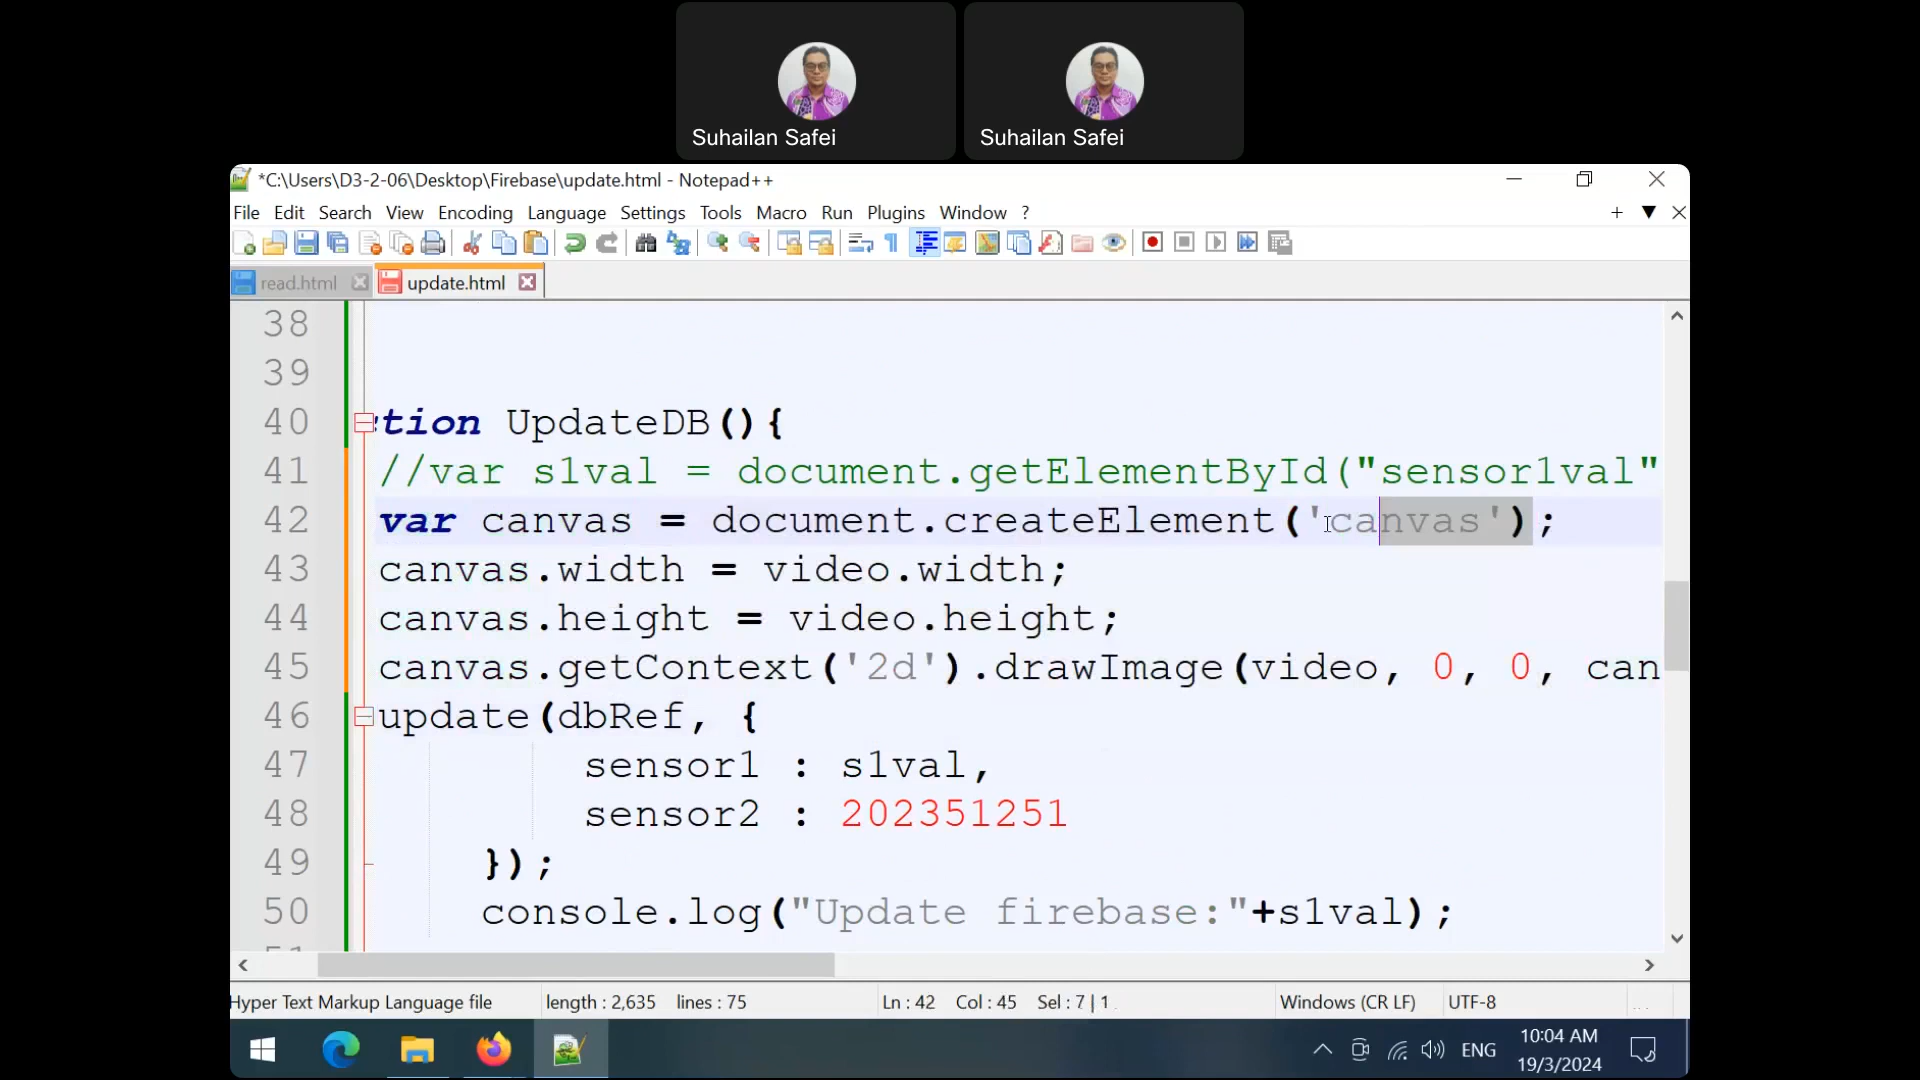 Suhailan Safei
Suhailan Safei
*C:\Users\D3-2-06\Desktop\Firebase\update.html - Notepad++
File Edit Search View Encoding Language Settings Tools Macro Run Plugins Window ?
read.html update.html
38
39
40 tion UpdateDB(){
41 //var s1val = document.getElementById("sensor1val"
42 var canvas = document.createElement('canvas');
43 canvas.width = video.width;
44 canvas.height = video.height;
45 canvas.getContext('2d').drawImage(video, 0, 0, can
46 update(dbRef, {
47 sensor1 : s1val,
48 sensor2 : 202351251
49 });
50 console.log("Update firebase:"+s1val);
Hyper Text Markup Language file length : 2,635 lines : 75 Ln : 42 Col : 45 Sel : 7 | 1 Windows (CR LF) UTF-8
ENG 10:04 AM
19/3/2024